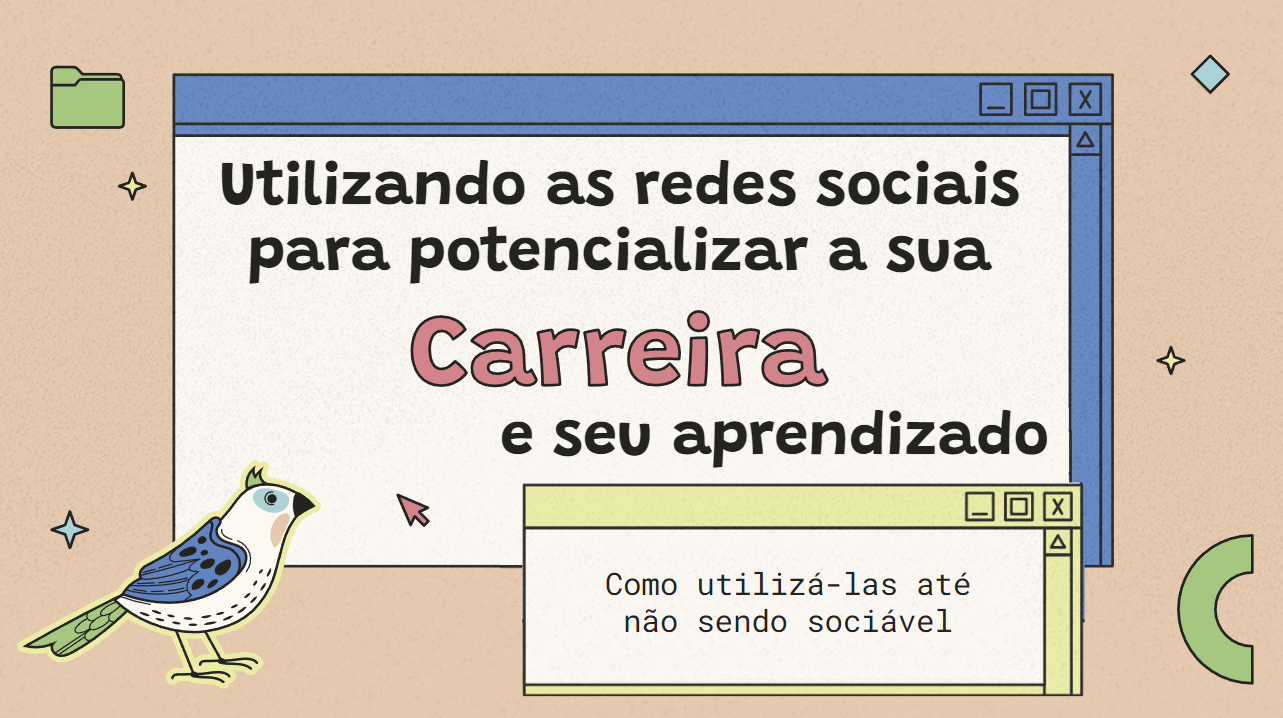 Utilizando as redes sociais
para potencializar a sua
Carreira
e seu aprendizado
Como utilizá-las até
não sendo sociável